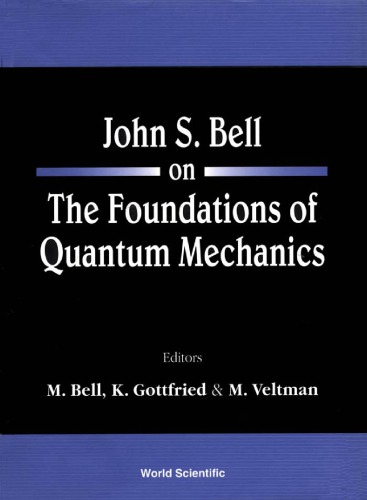 John S. Bell
on
The Foundations of
Quantum Mechanics
Editors
M. Bell, K. Gottfried & M. Veltman
World Scientific